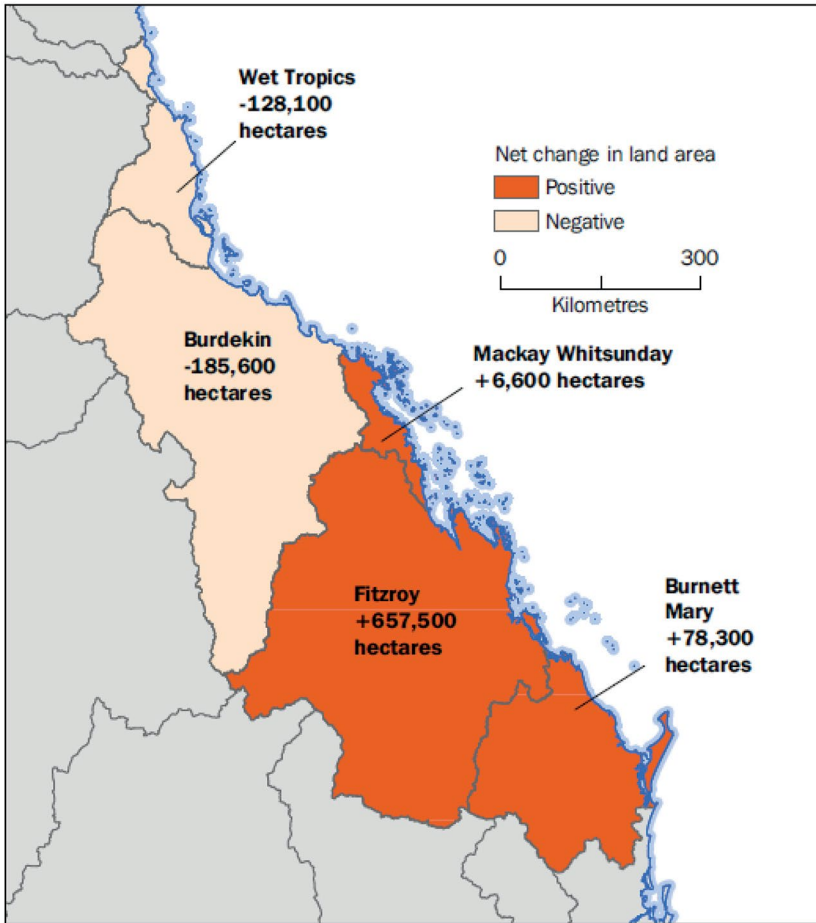 Wet Tropics
-128,100
hectares
Net change in land area
Positive
Negative
0 300
Kilometres
Burdekin
-185,600
hectares
Mackay Whitsunday
+6,600 hectares
Fitzroy
+657,500
hectares
Burnett
Mary
+78,300
hectares